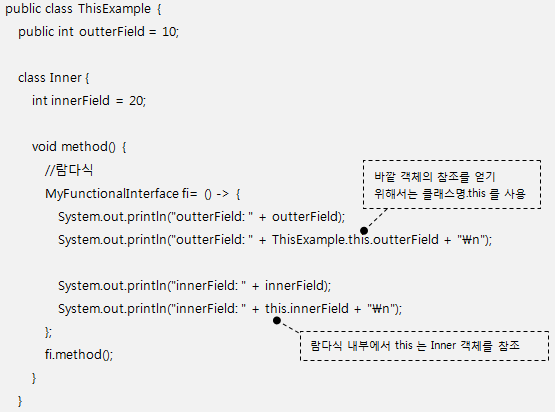 public class ThisExample {
public int outterField = 10;
class Inner {
int innerField = 20;
void method() {
//람다식
MyFunctionalInterface fi= () -> {
바깥 객체의 참조를 얻기
위해서는 클래스명.this 를 사용
System.out.println("outterField: " + outterField);
System.out.println("outterField: " + ThisExample.this.outterField + "₩n");
System.out.println("innerField: " + innerField);
System.out.println("innerField: " + this.innerField + "₩n");
람다식 내부에서 this 는 Inner 객체를 참조
};
fi.method();
}
}